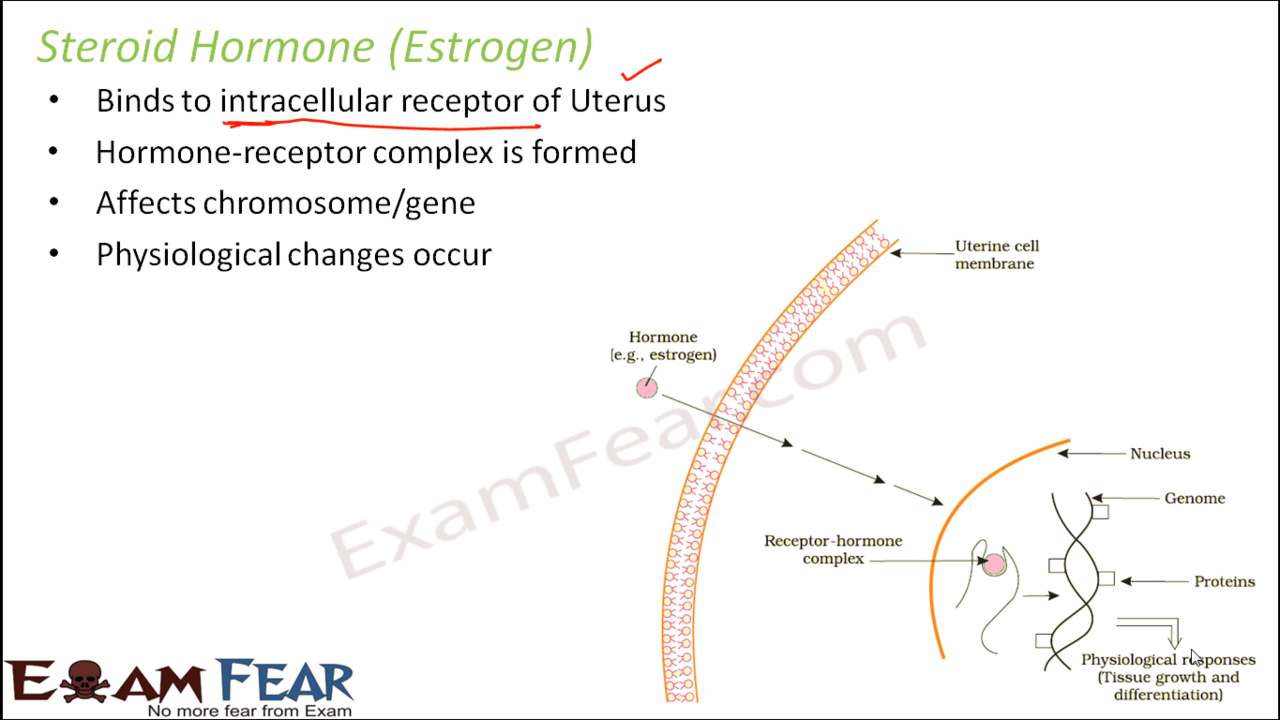 Steroid Hormone (Estrogen)
• Binds to intracellular receptor of Uterus
• Hormone-receptor complex is formed
• Affects chromosome/gene
• Physiological changes occur
Uterine cell
membrane
Hormone
(e.g., estrogen)
ExamFear.com
Nucleus
Genome
Receptor-hormone
complex
Proteins
Physiological responses
(Tissue growth and
differentiation)
EXAM FEAR
No more fear from Exam